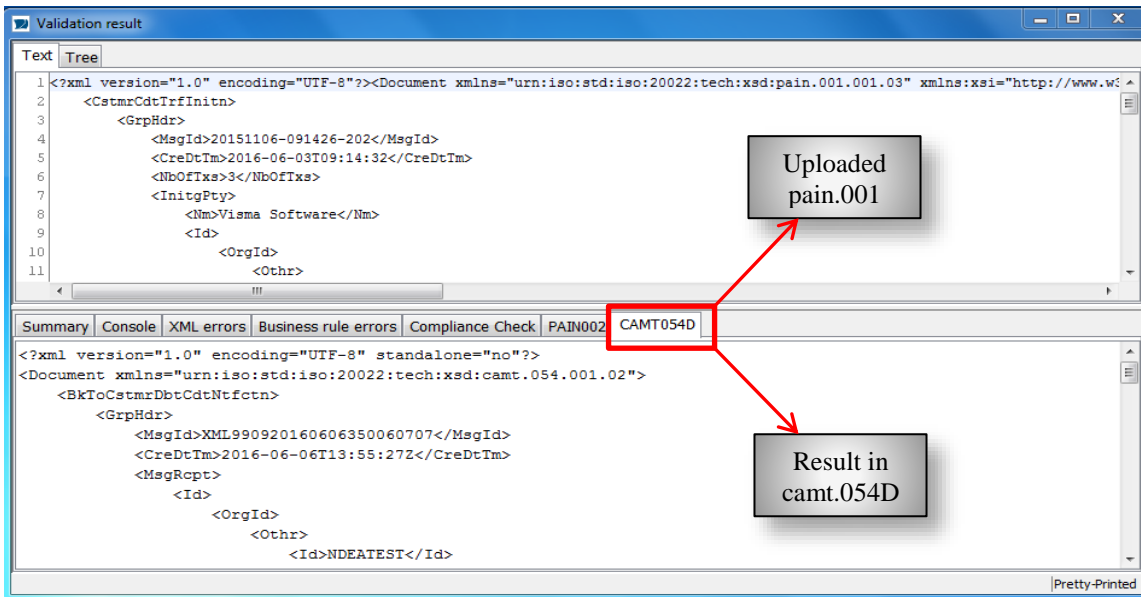 Validation result
Text Tree
1 <?xml version="1.0" encoding="UTF-8"?><Document xmlns="urn:iso:std:iso:20022:tech:xsd:pain.001.001.03" xmlns:xsi="http://www.w3
2 <CstmrCdtTrfInitn>
3 <GrpHdr>
4 <MsgId>20151106-091426-202</MsgId>
5 <CreDtTm>2016-06-03T09:14:32</CreDtTm>
6 <NbOfTxs>3</NbOfTxs>
7 <InitgPty>
8 <Nm>Visma Software</Nm>
9 <Id>
10 <OrgId>
11 <Othr>
Uploaded
pain.001
Summary Console XML errors Business rule errors Compliance Check PAIN002 CAMT054D
<?xml version="1.0" encoding="UTF-8" standalone="no"?>
<Document xmlns="urn:iso:std:iso:20022:tech:xsd:camt.054.001.02">
<BkToCstmrDbtCdtNtfctn>
<GrpHdr>
<MsgId>XML990920160606350060707</MsgId>
<CreDtTm>2016-06-06T13:55:27Z</CreDtTm>
<MsgRcpt>
<Id>
<OrgId>
<Othr>
<Id>NDEATEST</Id>
Result in
camt.054D
Pretty-Printed